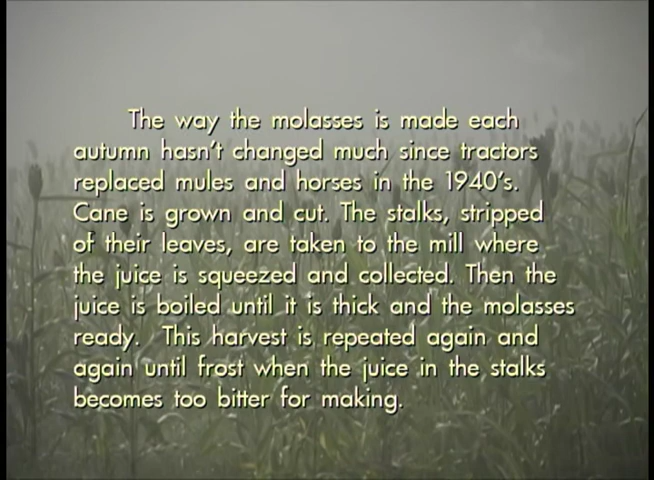 The way the molasses is made each
autumn hasn't changed much since tractors
replaced mules and horses in the 1940's.
Cane is grown and cut. The stalks, stripped
of their leaves, are taken to the mill where
the juice is squeezed and collected. Then the
juice is boiled until it is thick and the molasses
ready. This harvest is repeated again and
again until frost when the juice in the stalks
becomes too bitter for making.